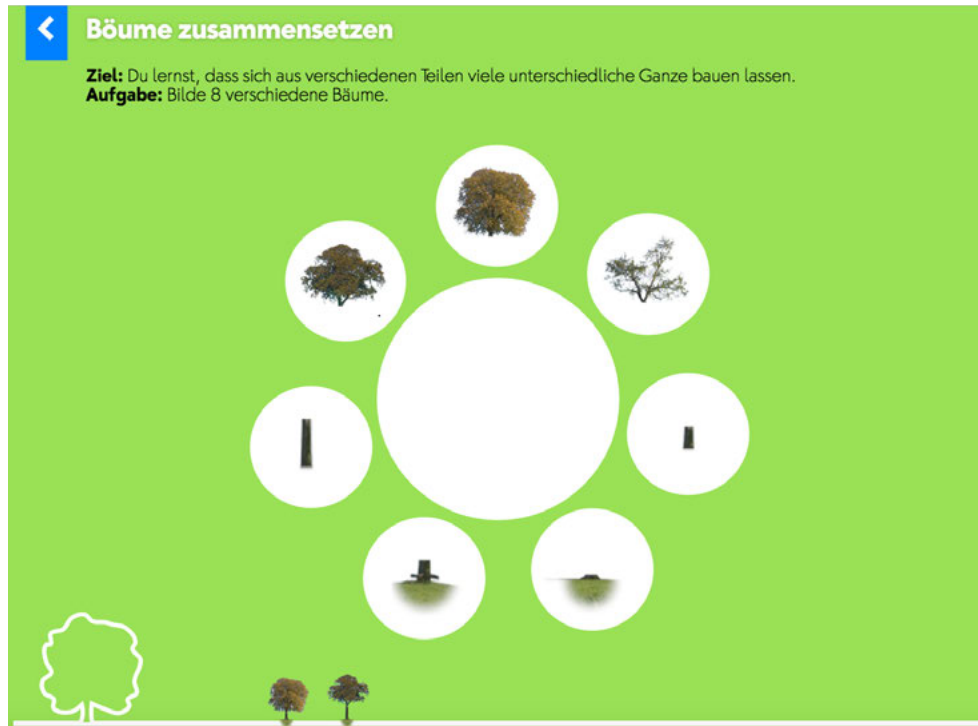 Böume zusammensetzen
Ziel: Du lernst, dass sich aus verschiedenen Teilen viele unterschiedliche Ganze bauen lassen.
Aufgabe: Bilde 8 verschiedene Bäume.